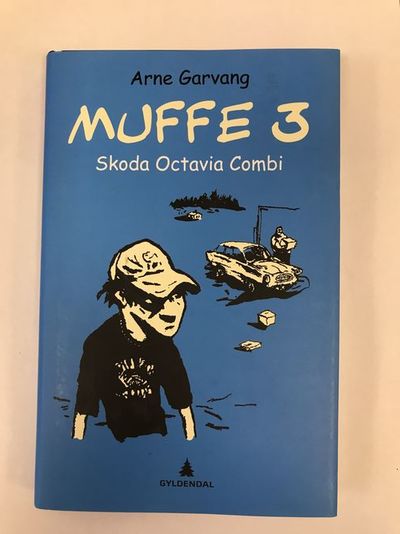 Arne Garvang
MUFFE 3
Skoda Octavia Combi
GYLDENDAL